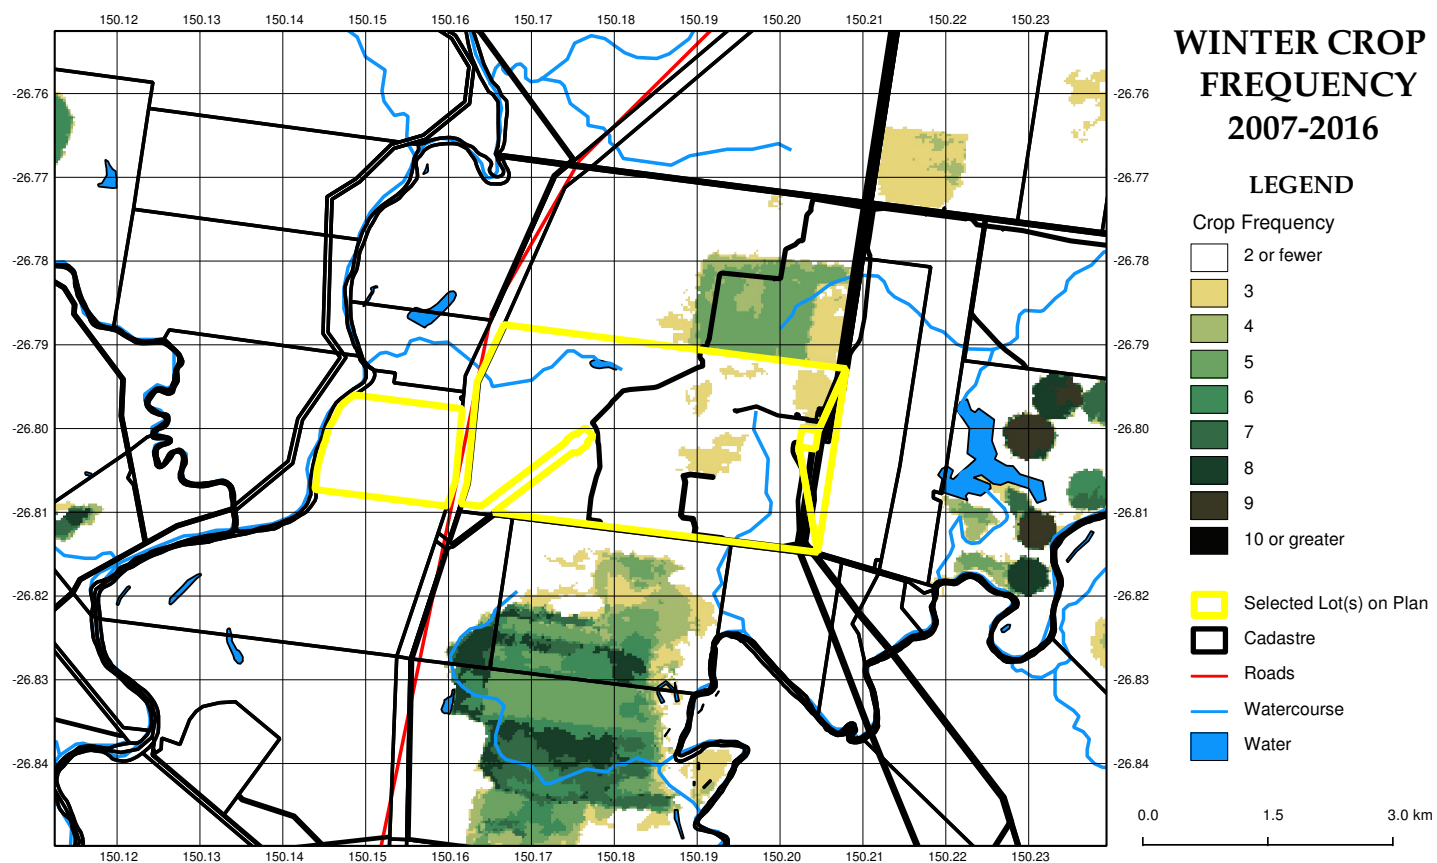 150.12 150.13 150.14 150.15 150.16 150.17 150.18 150.19 150.20 150.21 150.22 150.23
WINTER CROP
FREQUENCY
2007-2016
-26.76 -26.76
-26.77 -26.77
-26.78 -26.78
-26.79 -26.79
-26.80 -26.80
-26.81 -26.81
-26.82 -26.82
-26.83 -26.83
-26.84 -26.84
LEGEND
Crop Frequency
2 or fewer
3
4
5
6
7
8
9
10 or greater
Selected Lot(s) on Plan
Cadastre
Roads
Watercourse
Water
0.0 1.5 3.0 km
150.12 150.13 150.14 150.15 150.16 150.17 150.18 150.19 150.20 150.21 150.22 150.23